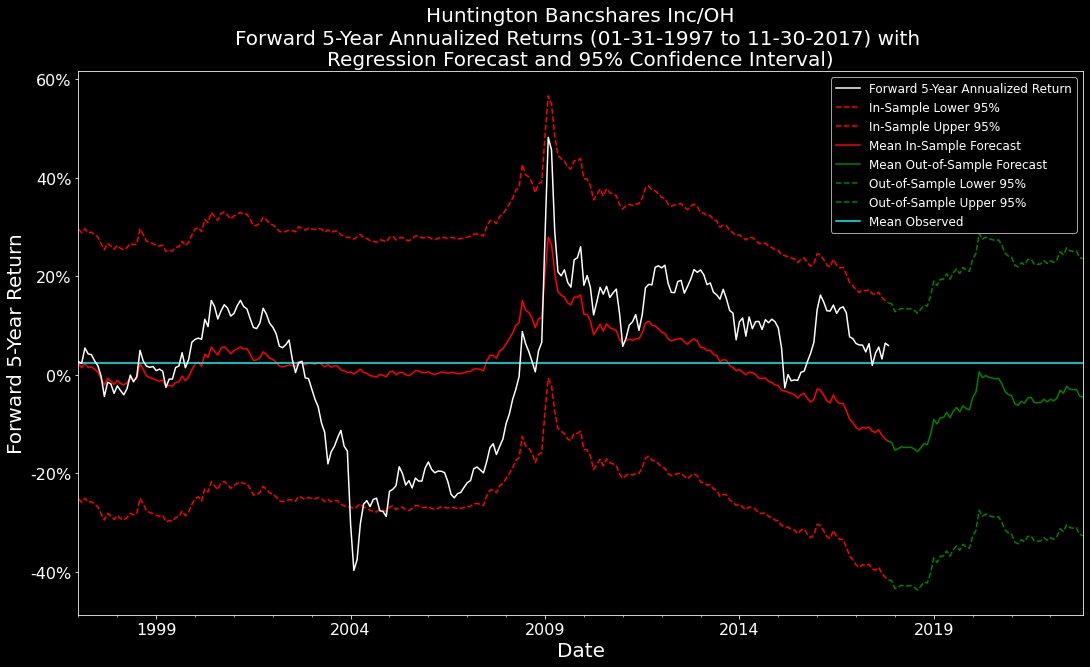 Huntington Bancshares Inc/OH
Forward 5-Year Annualized Returns (01-31-1997 to 11-30-2017) with
Regression Forecast and 95% Confidence Interval)
Forward 5-Year Return
60%
40%
20%
0%
-20%
-40%
Forward 5-Year Annualized Return
In-Sample Lower 95%
In-Sample Upper 95%
Mean In-Sample Forecast
Mean Out-of-Sample Forecast
Out-of-Sample Lower 95%
Out-of-Sample Upper 95%
Mean Observed
1999
2004
2009
2014
2019
Date